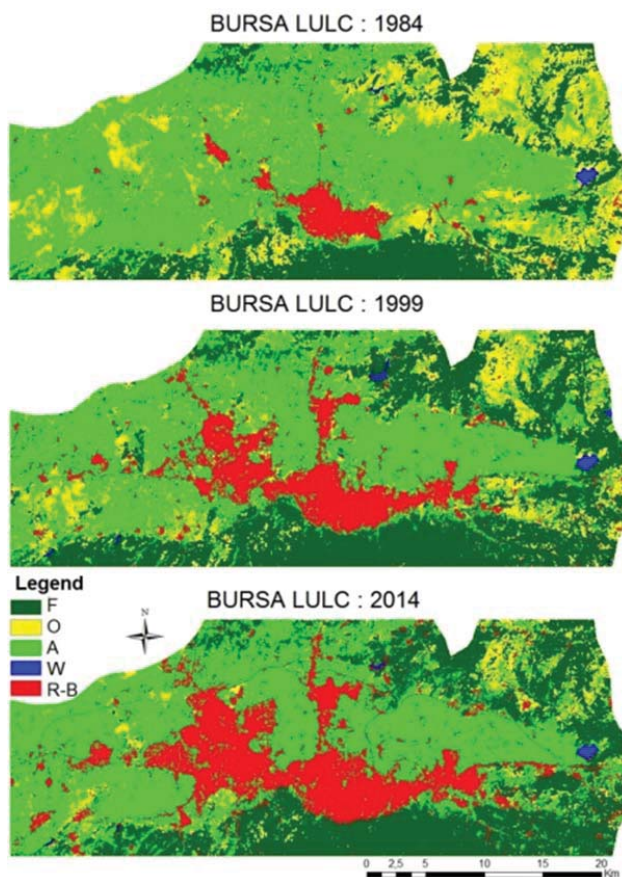 BURSA LULC : 1984
BURSA LULC : 1999
Legend
F
O
A
W
R-B
N
BURSA LULC : 2014
0 2,5 5 10 15 20
Km